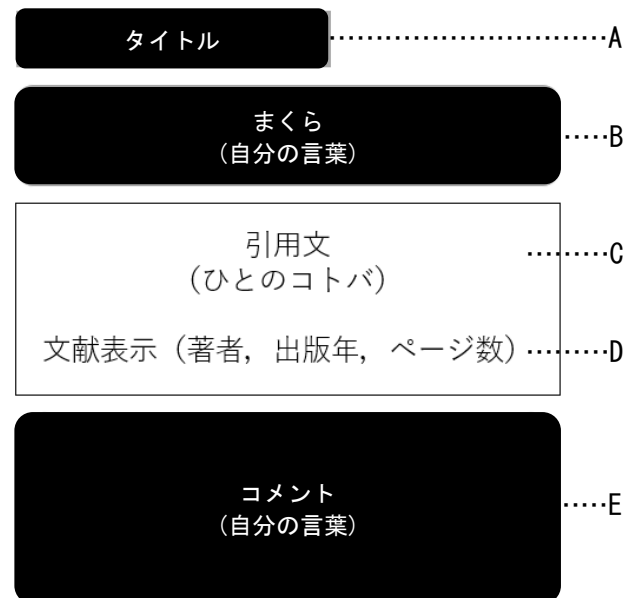 タイトル …………………………A
まくら
(自分の言葉) ……B
引用文 ………C
(ひとのコトバ)
文献表示（著者，出版年，ページ数）………D
コメント
(自分の言葉) ……E